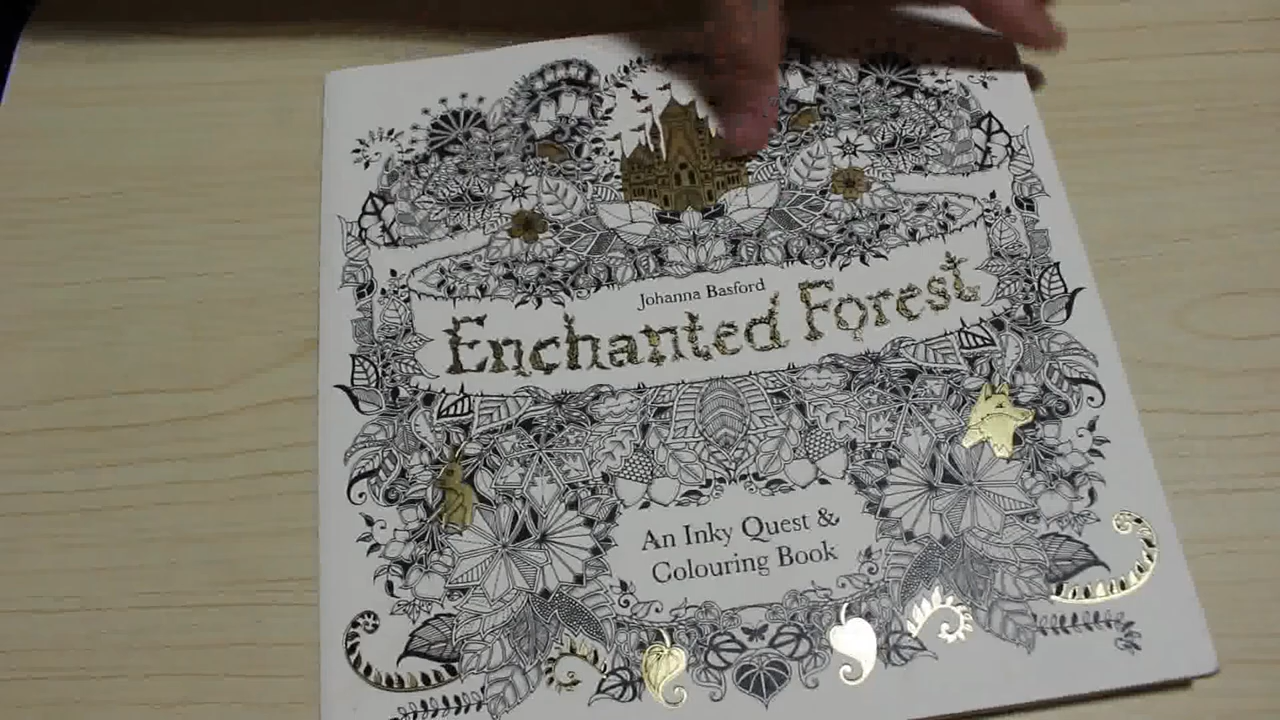 Johanna Basford
Enchanted Forest
An Inky Quest &
Colouring Book